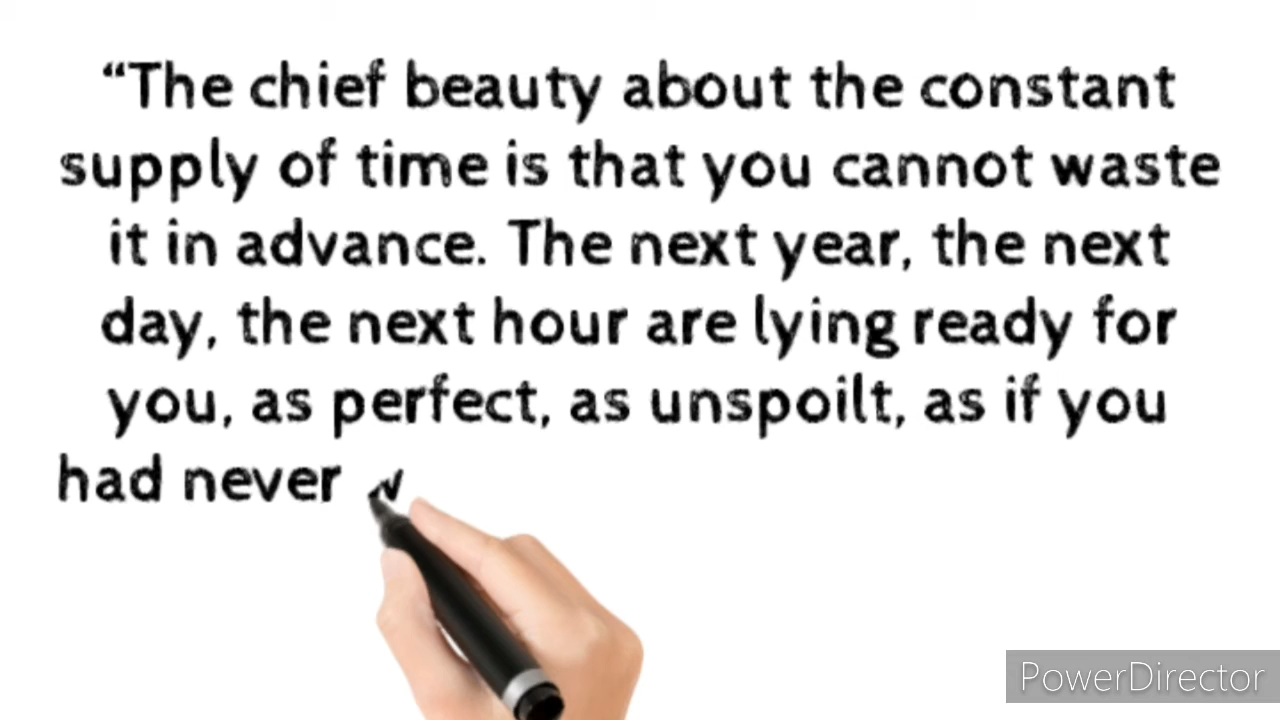 “The chief beauty about the constant
supply of time is that you cannot waste
it in advance. The next year, the next
day, the next hour are lying ready for
you, as perfect, as unspoilt, as if you
had never
PowerDirector